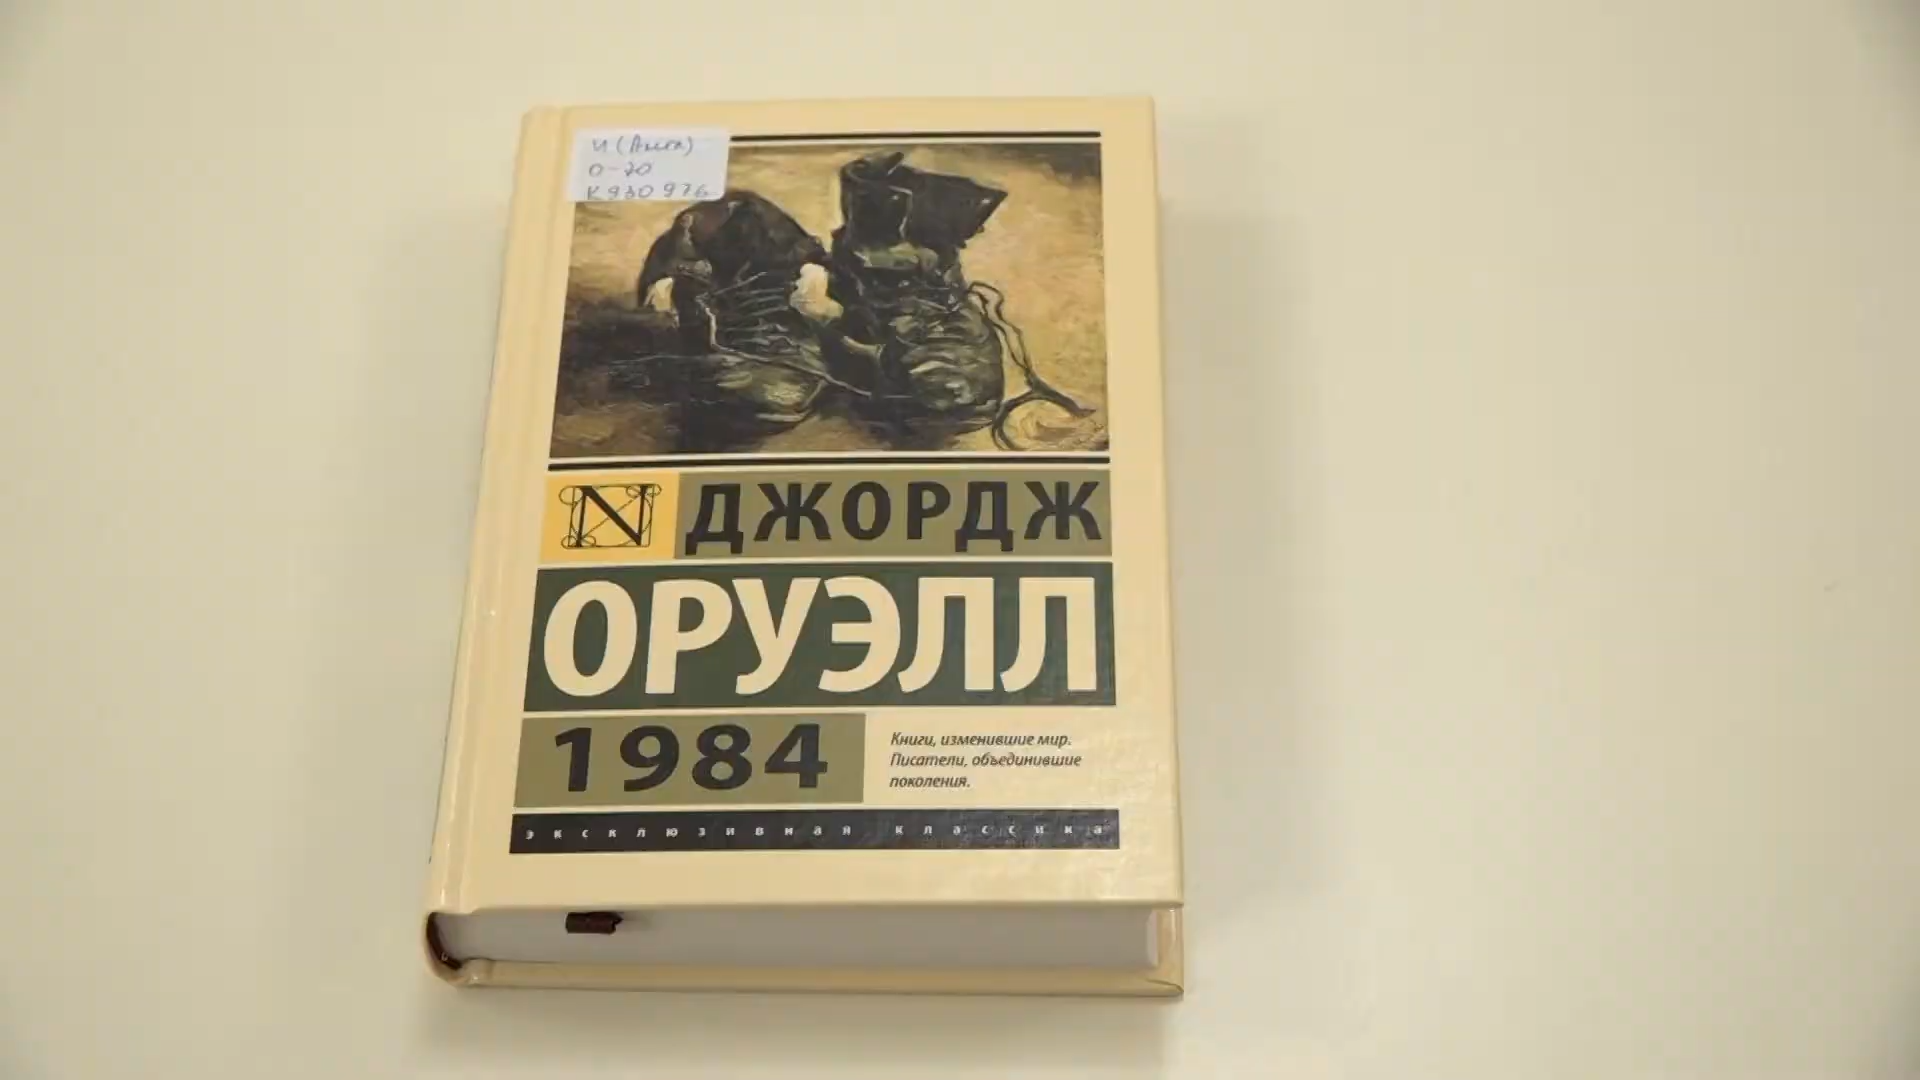 И (Англ)
О-70
К930976
N ДЖОРДЖ
ОРУЭЛЛ
1984
Книги, изменившие мир.
Писатели, объединившие
поколения.
эксклюзивная классика